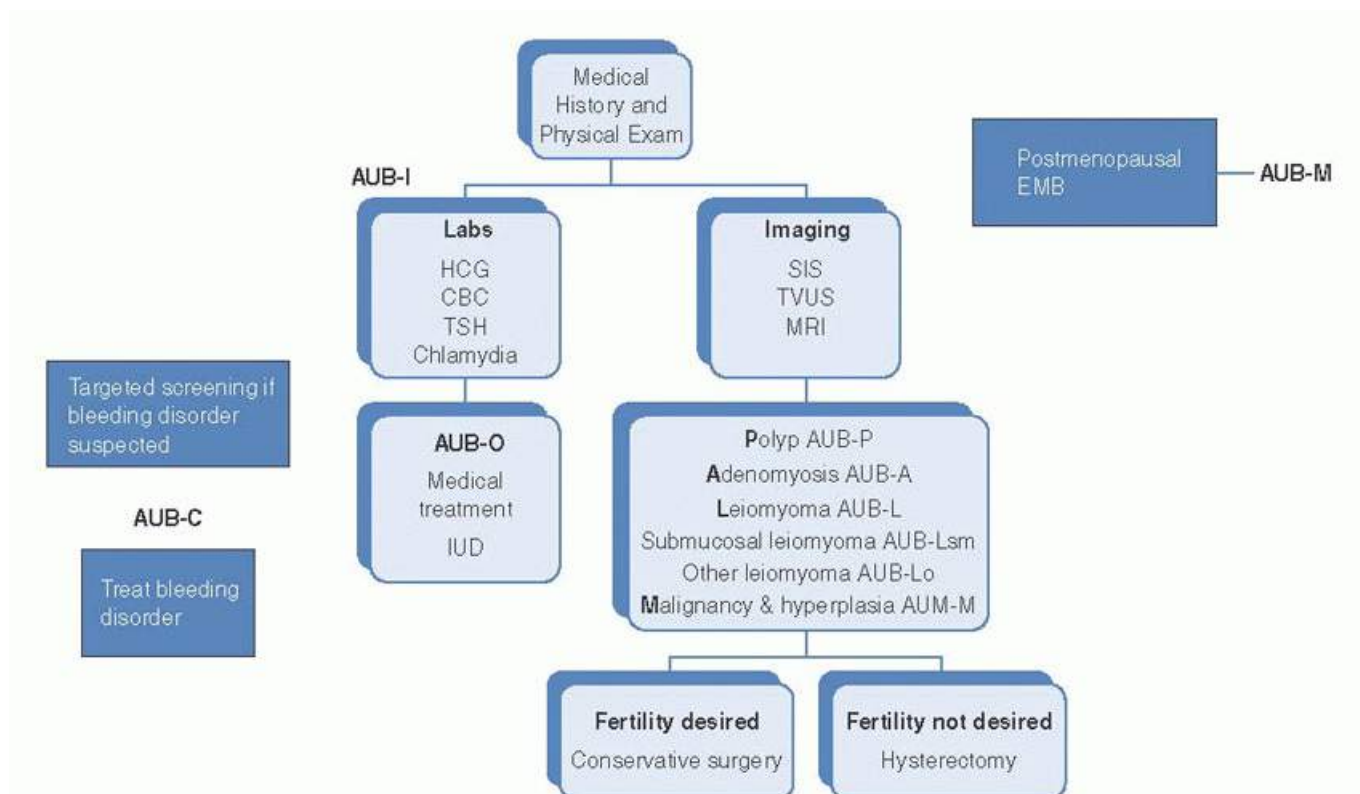 Medical
History and
Physical Exam
Postmenopausal
EMB
AUB-M
AUB-I
Labs
HCG
CBC
TSH
Chlamydia
Imaging
SIS
TVUS
MRI
Targeted screening if
bleeding disorder
suspected
AUB-C
Treat bleeding
disorder
AUB-O
Medical
treatment
IUD
Polyp AUB-P
Adenomyosis AUB-A
Leiomyoma AUB-L
Submucosal leiomyoma AUB-Lsm
Other leiomyoma AUB-Lo
Malignancy & hyperplasia AUM-M
Fertility desired
Conservative surgery
Fertility not desired
Hysterectomy